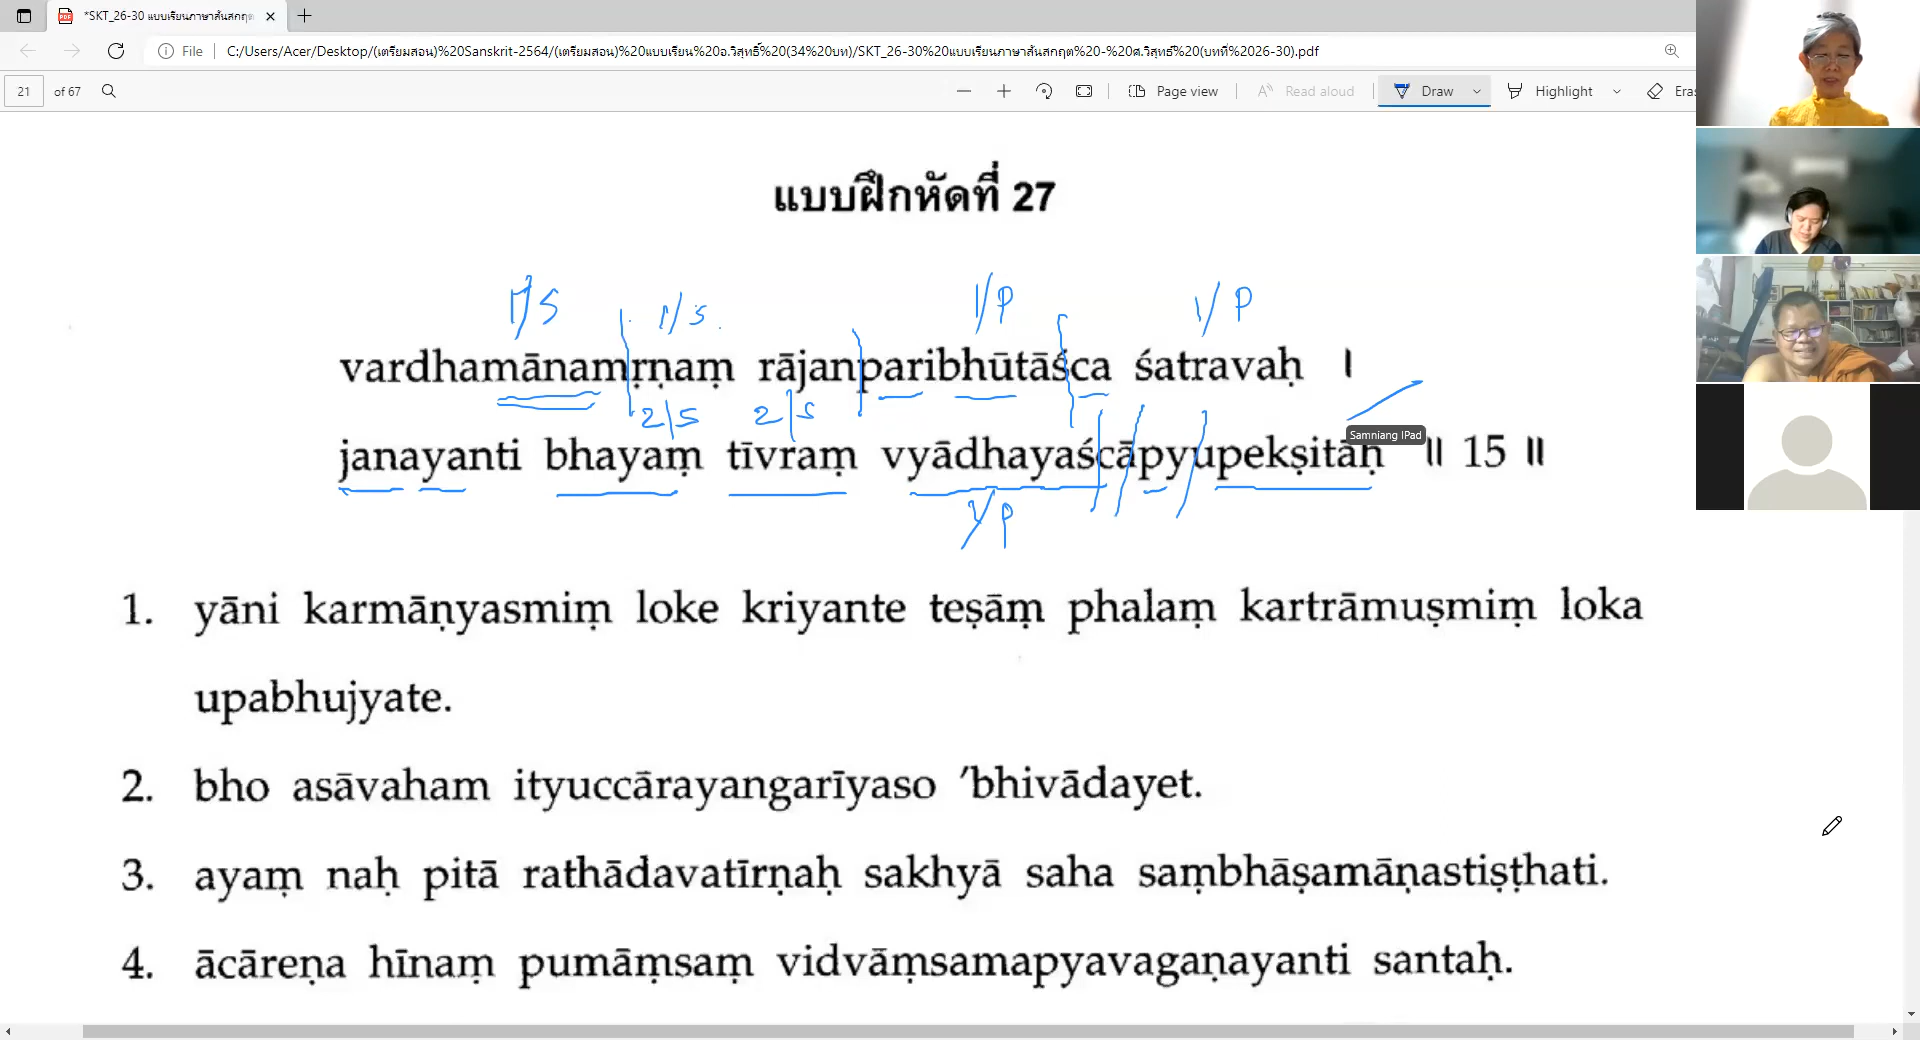 *SKT_26-30 แบบเรียนภาษาสันสกฤต
File C:/Users/Acer/Desktop/(เตรียมสอน)%20Sanskrit-2564/(เตรียมสอน)%20แบบเรียน%20อ.วิสุทธิ์%20(34%20บท)/SKT_26-30%20แบบเรียนภาษาสันสกฤต%20-%20ศ.วิสุทธ์%20(บทที่%2026-30).pdf
21 of 67 Page view Read aloud Draw Highlight Eras
แบบฝึกหัดที่ 27
1/S 1/S. 1/P 1/P
vardhamānamṛṇaṃ rājanparibhūtāśca śatravaḥ ।
2/S 2/S
Samniang IPad
janayanti bhayaṃ tīvraṃ vyādhayaścāpyupekṣitāḥ ॥ 15 ॥
1/P
1. yāni karmāṇyasmiṃ loke kriyante teṣāṃ phalaṃ kartrāmuṣmiṃ loka
upabhujyate.
2. bho asāvaham ityuccārayangarīyaso ’bhivādayet.
3. ayaṃ naḥ pitā rathādavatīrṇaḥ sakhyā saha saṃbhāṣamāṇastiṣṭhati.
4. ācāreṇa hīnaṃ pumāṃsaṃ vidvāṃsamapyavagaṇayanti santaḥ.